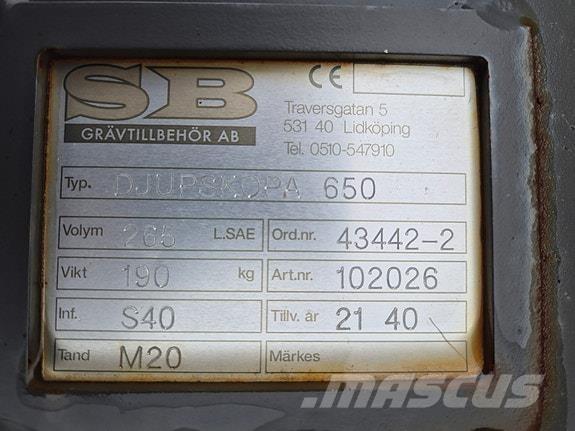 SB
GRÄVTILLBEHÖR AB
CE
Traversgatan 5
531 40 Lidköping
Tel. 0510-547910
Typ. DJUPSKOPA 650
Volym 265 L.SAE Ord.nr. 43442-2
Vikt 190 kg Art.nr. 102026
Inf. S40 Tillv. år 21 40
Tand M20 Märkes
MASCUS